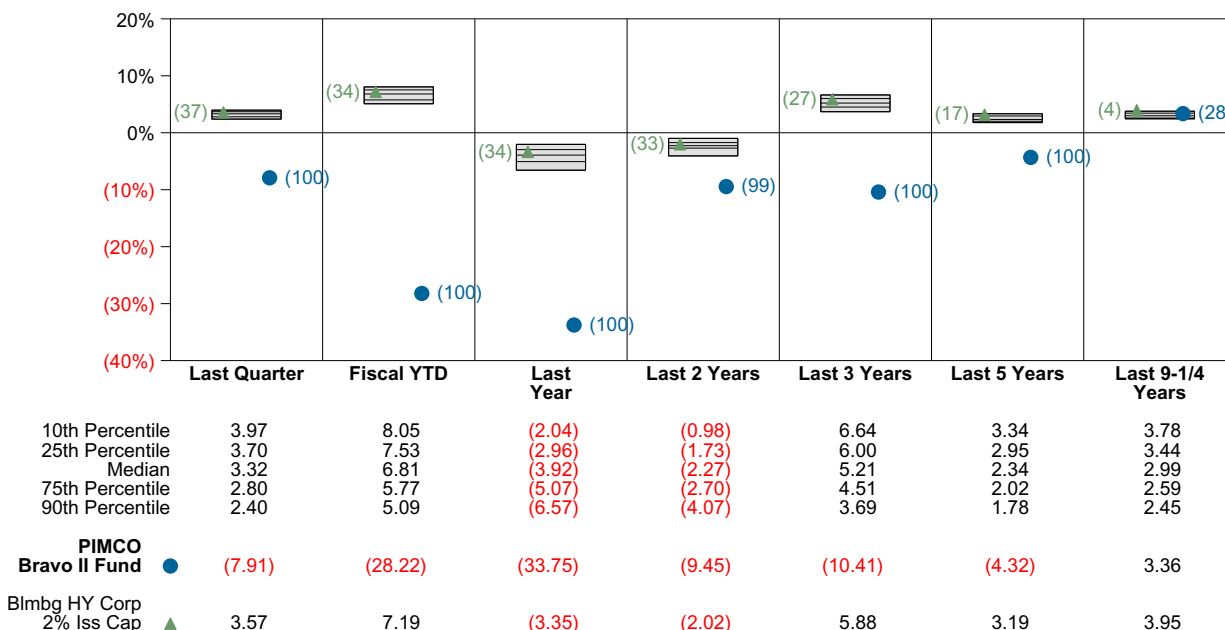 20%
10%
0%
(10%)
(20%)
(30%)
(40%)
(37) (34) (34) (33) (27) (17) (4)
(100) (100) (100) (99) (100) (100) (28
Last Quarter Fiscal YTD Last Year Last 2 Years Last 3 Years Last 5 Years Last 9-1/4 Years
10th Percentile 3.97 8.05 (2.04) (0.98) 6.64 3.34 3.78
25th Percentile 3.70 7.53 (2.96) (1.73) 6.00 2.95 3.44
Median 3.32 6.81 (3.92) (2.27) 5.21 2.34 2.99
75th Percentile 2.80 5.77 (5.07) (2.70) 4.51 2.02 2.59
90th Percentile 2.40 5.09 (6.57) (4.07) 3.69 1.78 2.45
PIMCO
Bravo II Fund (7.91) (28.22) (33.75) (9.45) (10.41) (4.32) 3.36
Blmbg HY Corp
2% Iss Cap 3.57 7.19 (3.35) (2.02) 5.88 3.19 3.95